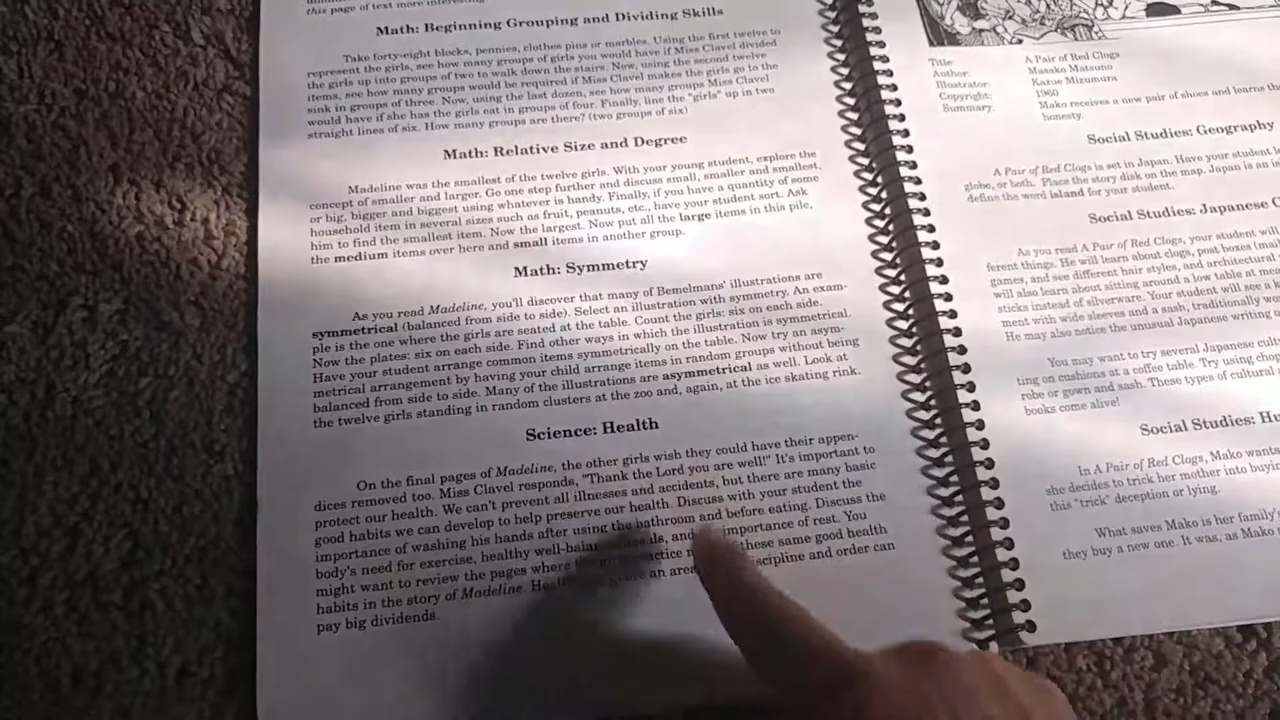 this page of text more interesting.
Math: Beginning Grouping and Dividing Skills
Take forty-eight blocks, pennies, clothes pins or marbles. Using the first twelve to
represent the girls, see how many groups of girls you would have if Miss Clavel divided
the girls up into groups of two to walk down the stairs. Now, using the second twelve
items, see how many groups would be required if Miss Clavel makes the girls go to the
sink in groups of three. Now, using the last dozen, see how many groups Miss Clavel
would have if she has the girls eat in groups of four. Finally, line the "girls" up in two
straight lines of six. How many groups are there? (two groups of six)
Math: Relative Size and Degree
Madeline was the smallest of the twelve girls. With your young student, explore the
concept of smaller and larger. Go one step further and discuss small, smaller and smallest,
or big, bigger and biggest using whatever is handy. Finally, if you have a quantity of some
household item in several sizes such as fruit, peanuts, etc., have your student sort. Ask
him to find the smallest item. Now the largest. Now put all the large items in this pile,
the medium items over here and small items in another group.
Math: Symmetry
As you read Madeline, you'll discover that many of Bemelmans' illustrations are
symmetrical (balanced from side to side). Select an illustration with symmetry. An exam-
ple is the one where the girls are seated at the table. Count the girls: six on each side.
Now the plates: six on each side. Find other ways in which the illustration is symmetrical.
Have your student arrange common items symmetrically on the table. Now try an asym-
metrical arrangement by having your child arrange items in random groups without being
balanced from side to side. Many of the illustrations are asymmetrical as well. Look at
the twelve girls standing in random clusters at the zoo and, again, at the ice skating rink.
Science: Health
On the final pages of Madeline, the other girls wish they could have their appen-
dices removed too. Miss Clavel responds, "Thank the Lord you are well!" It's important to
protect our health. We can't prevent all illnesses and accidents, but there are many basic
good habits we can develop to help preserve our health. Discuss with your student the
importance of washing his hands after using the bathroom and before eating. Discuss the
body's need for exercise, healthy and importance of rest. You
might want to review the pages where these same good health
habits in the story of Madeline. an discipline and order can
pay big dividends.
Title: A Pair of Red Clogs
Author: Masako Matsuno
Illustrator: Kazue Mizumura
Copyright: 1960
Summary: Mako receives a new pair of shoes and learns
honesty.
Social Studies: Geography
A Pair of Red Clogs is set in Japan. Have your student
globe, or both. Place the story disk on the map. Japan is an
define the word island for your student.
Social Studies: Japanese
As you read A Pair of Red Clogs, your student will
ferent things. He will learn about clogs, post boxes
games, and see different hair styles, and architectural
will also learn about sitting around a low table at
sticks instead of silverware. Your student will see a
ment with wide sleeves and a sash, traditionally
He may also notice the unusual Japanese writing
You may want to try several Japanese
ting on cushions at a coffee table. Try using
robe or gown and sash. These types of cultural
books come alive!
Social Studies:
In A Pair of Red Clogs, Mako wants
she decides to trick her mother into
this "trick" deception or lying.
What saves Mako is her family's
they buy a new one. It was, as Mako